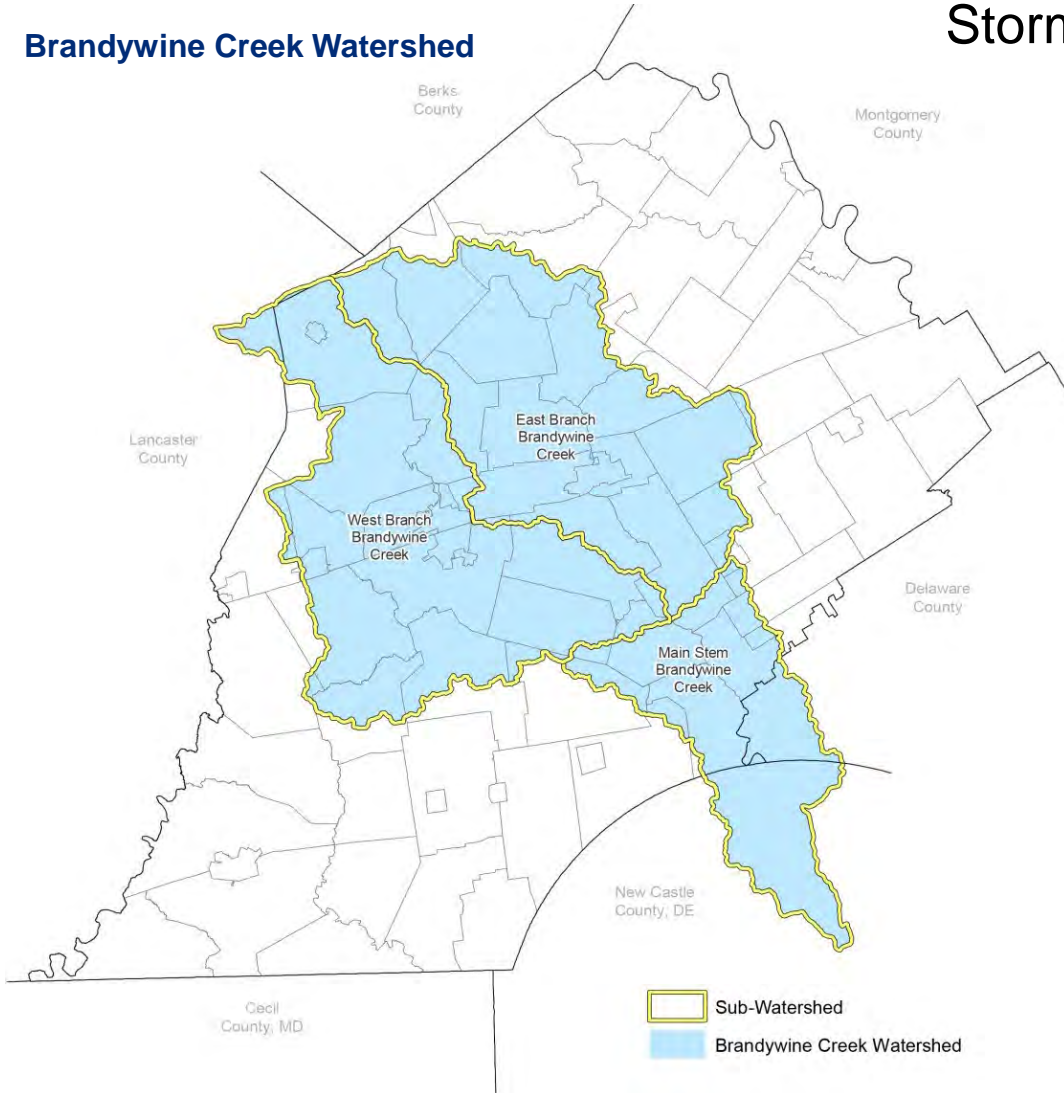 Brandywine Creek Watershed
Storn
Berks
County
Montgomery
County
Lancaster
County
East Branch
Brandywine
Creek
West Branch
Brandywine
Creek
Delaware
County
Main Stem
Brandywine
Creek
New Castle
County, DE
Cecil
County, MD
Sub-Watershed
Brandywine Creek Watershed